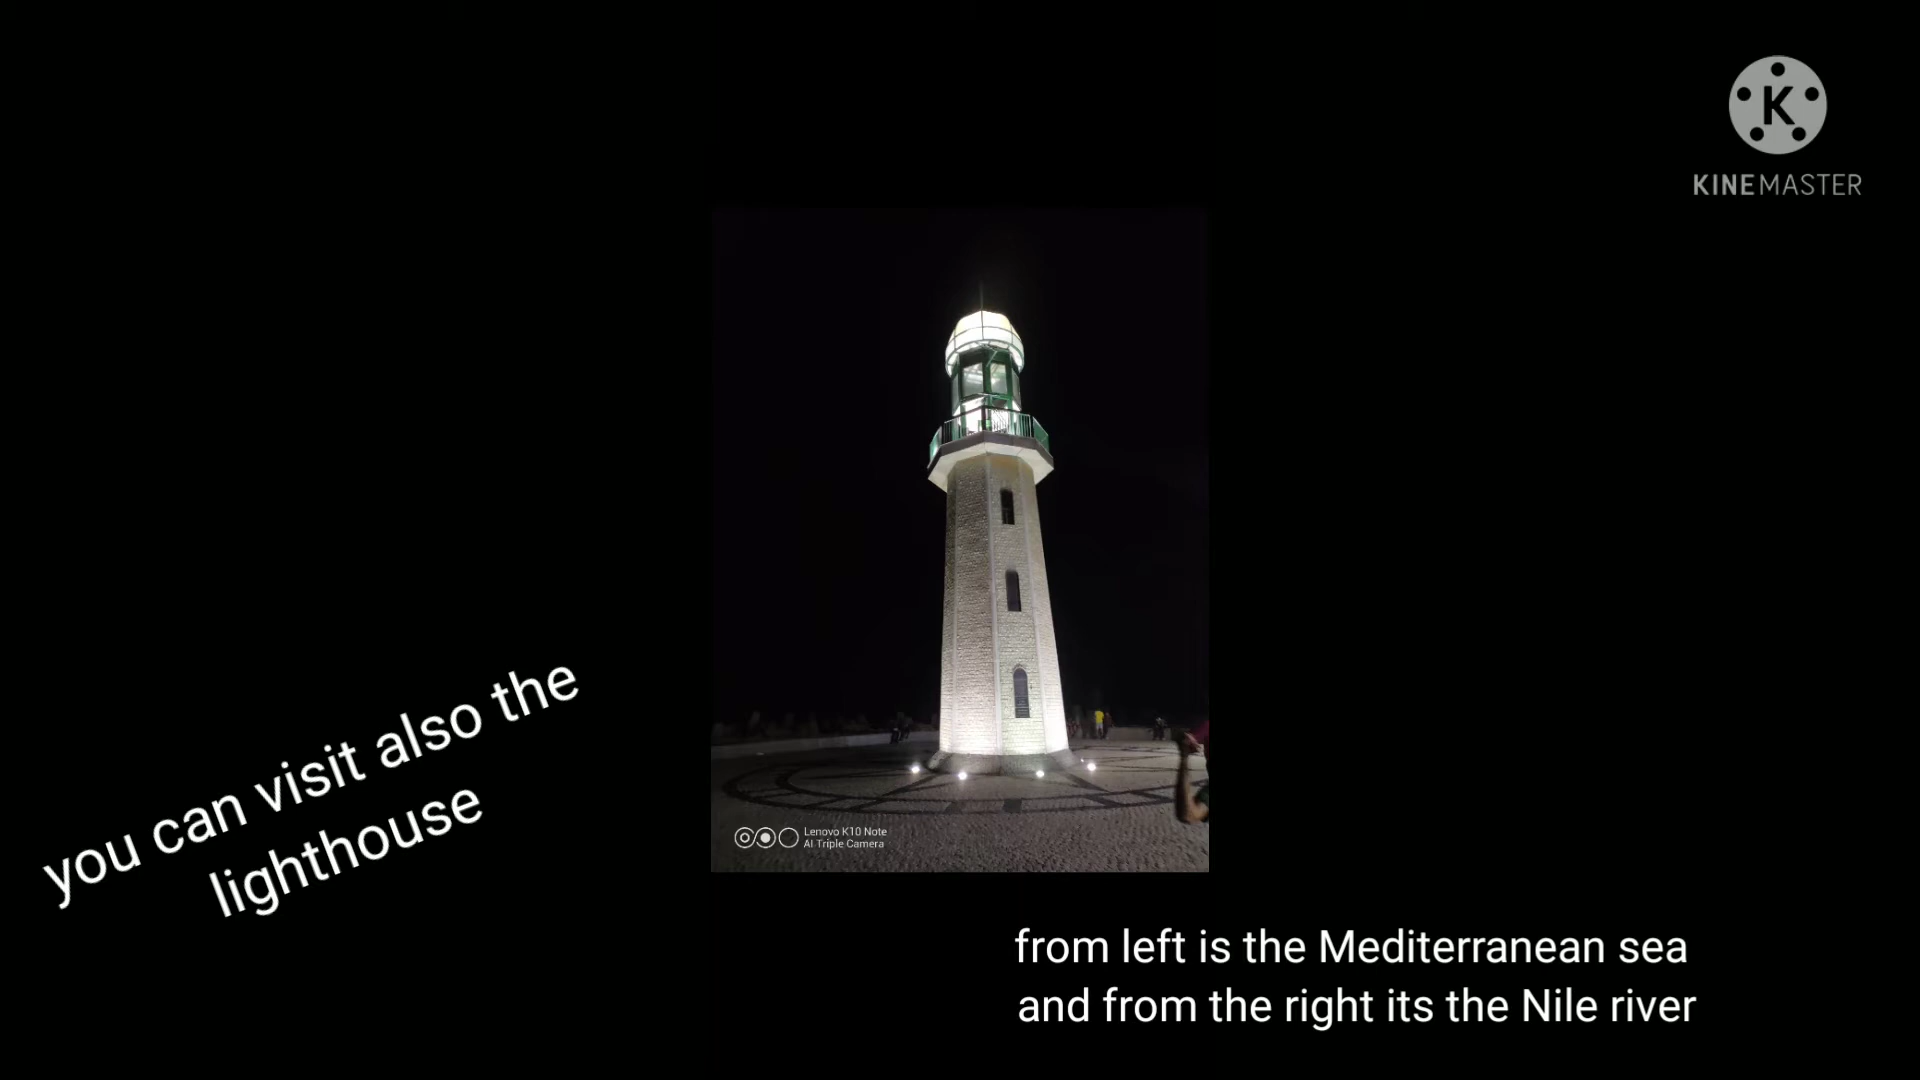 K
KINEMASTER
you can visit also the
lighthouse
Lenovo K10 Note
AI Triple Camera
from left is the Mediterranean sea
and from the right its the Nile river